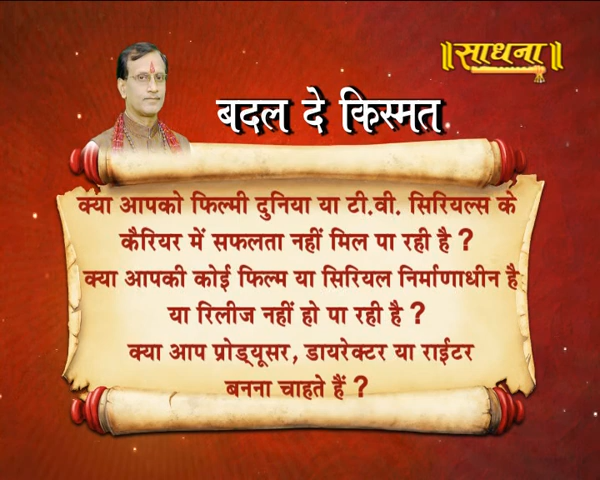 ॥साधना॥
बदल दे किस्मत
क्या आपको फिल्मी दुनिया या टी.वी. सिरियल्स के
कैरियर में सफलता नहीं मिल पा रही है ?
क्या आपकी कोई फिल्म या सिरियल निर्माणाधीन है
या रिलीज नहीं हो पा रही है ?
क्या आप प्रोड्यूसर, डायरेक्टर या राईटर
बनना चाहते हैं ?